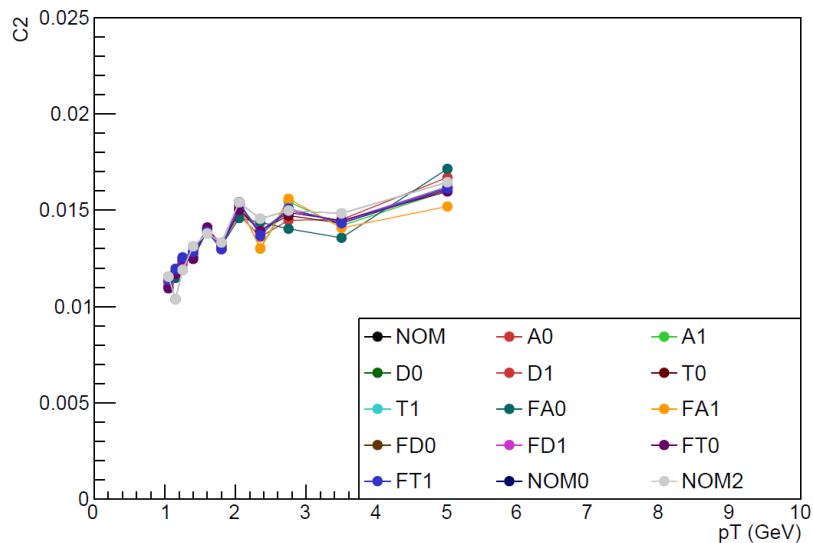 C2
0.025
0.02
0.015
0.01
0.005
0
NOM A0 A1
D0 D1 T0
T1 FA0 FA1
FD0 FD1 FT0
FT1 NOM0 NOM2
0 1 2 3 4 5 6 7 8 9 10
pT (GeV)